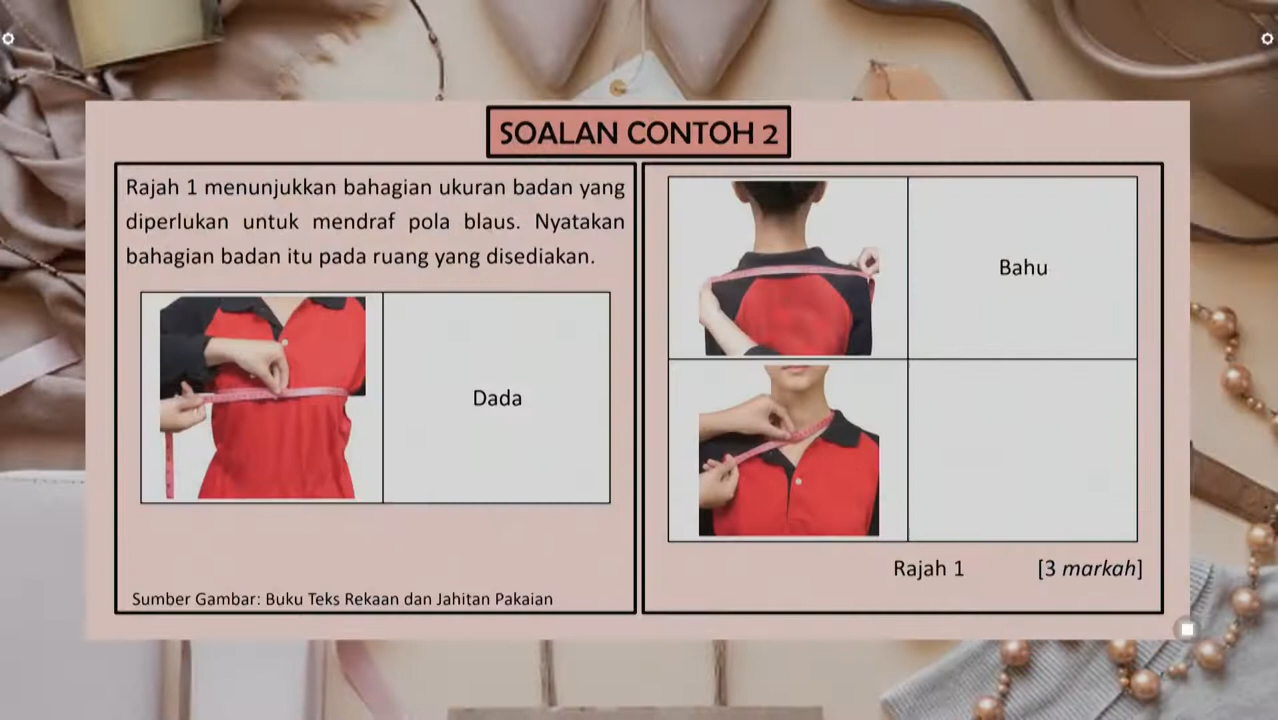 SOALAN CONTOH 2
Rajah 1 menunjukkan bahagian ukuran badan yang
diperlukan untuk mendraf pola blaus. Nyatakan
bahagian badan itu pada ruang yang disediakan.
Dada
Sumber Gambar: Buku Teks Rekaan dan Jahitan Pakaian
Bahu
Rajah 1 [3 markah]